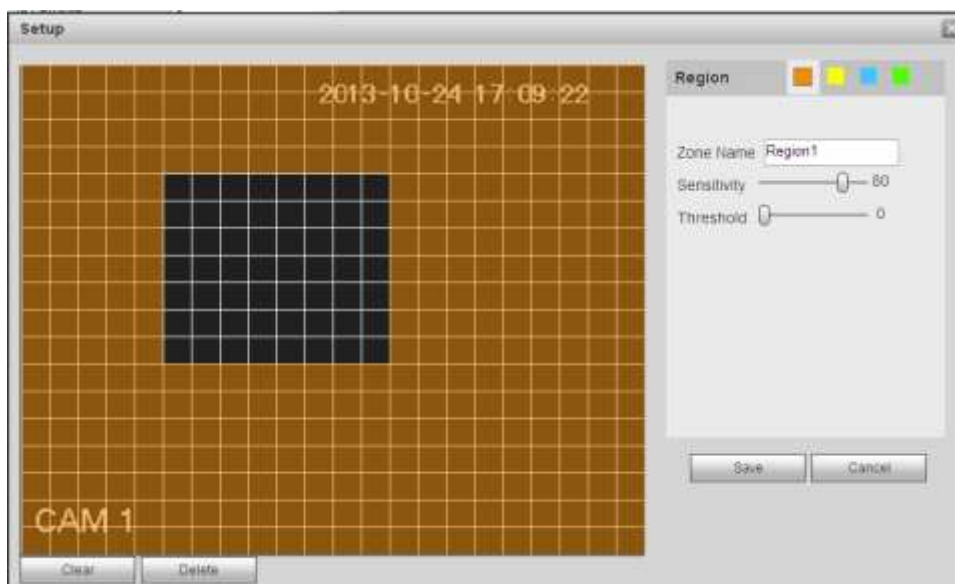 Setup
2013-10-24 17:09:22
CAM 1
Clear
Delete
Region
Zone Name Region1
Sensitivity 80
Threshold 0
Save
Cancel